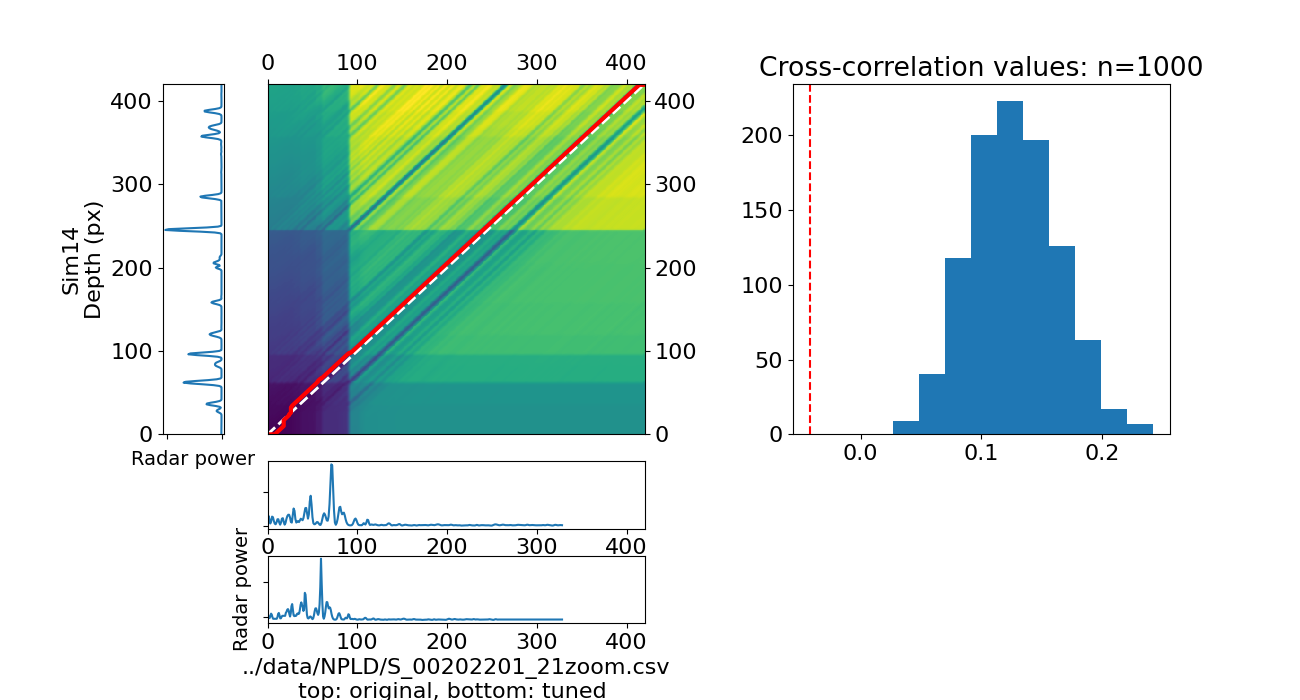 Cross-correlation values: n=1000
0 100 200 300 400
400
300
200
100
0
Sim14
Depth (px)
Radar power
400
300
200
100
0
200
150
100
50
0
0.0 0.1 0.2
0 100 200 300 400
Radar power
0 100 200 300 400
../data/NPLD/S_00202201_21zoom.csv
top: original, bottom: tuned